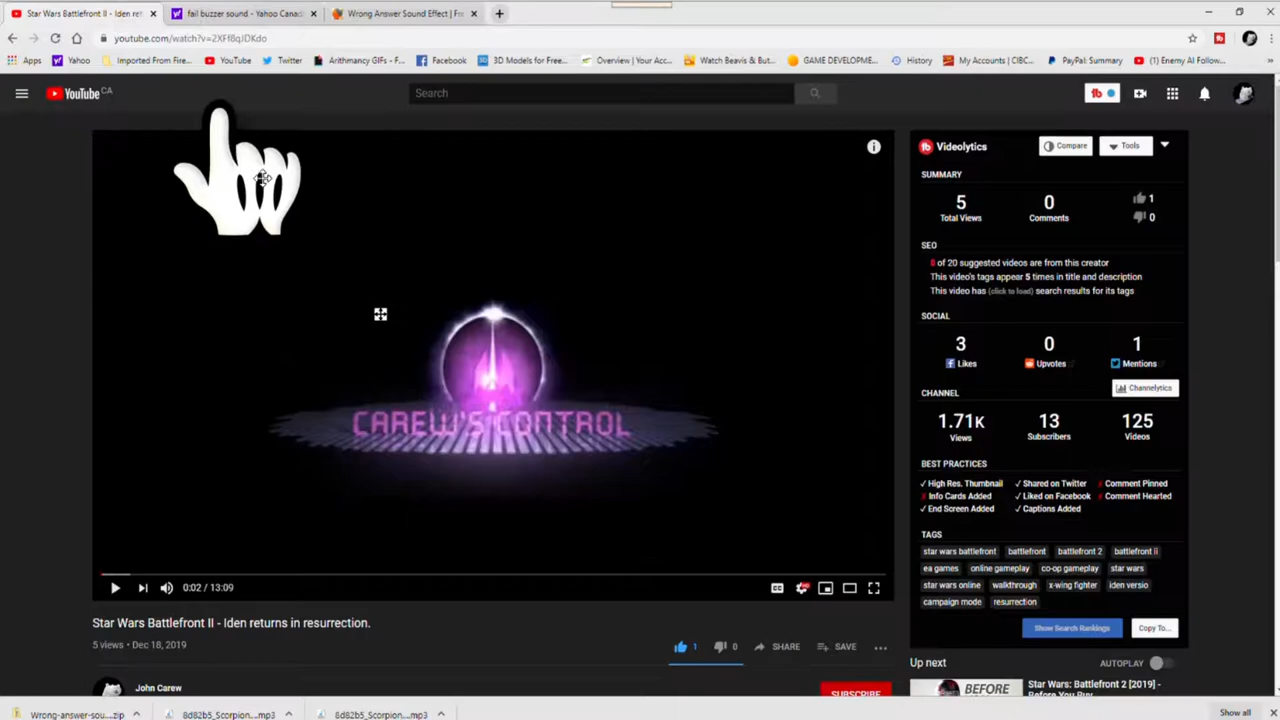 Star Wars Battlefront II - Iden ret
fail buzzer sound - Yahoo Canad
Wrong Answer Sound Effect | Fr
youtube.com/watch?v=2XFf8qJDKdo
Apps Yahoo Imported From Fire... YouTube Twitter Arithmancy GIFs - F... Facebook 3D Models for Free... Overview | Your Acc... Watch Beavis & But... GAME DEVELOPME... History My Accounts | CIBC... PayPal: Summary (1) Enemy AI Follow... »
YouTube CA
Search
tb
Videolytics Compare Tools
SUMMARY
5 0 1
Total Views Comments 0
SEO
0 of 20 suggested videos are from this creator
This video's tags appear 5 times in title and description
This video has (click to load) search results for its tags
SOCIAL
3 0 1
Likes Upvotes Mentions
CHANNEL Channelytics
1.71K 13 125
Views Subscribers Videos
BEST PRACTICES
✓ High Res. Thumbnail ✓ Shared on Twitter ✗ Comment Pinned
✗ Info Cards Added ✓ Liked on Facebook ✗ Comment Hearted
✓ End Screen Added ✓ Captions Added
TAGS
star wars battlefront battlefront battlefront 2 battlefront ii
ea games online gameplay co-op gameplay star wars
star wars online walkthrough x-wing fighter iden versio
campaign mode resurrection
Show Search Rankings Copy To...
CAREW'S CONTROL
0:02 / 13:09
Star Wars Battlefront II - Iden returns in resurrection.
5 views • Dec 18, 2019
1 0 SHARE SAVE
John Carew
SUBSCRIBE
Up next AUTOPLAY
BEFORE
Star Wars: Battlefront 2 [2019] -
Before You Buy
Wrong-answer-sou....zip
8d82b5_Scorpion....mp3
8d82b5_Scorpion....mp3
Show all